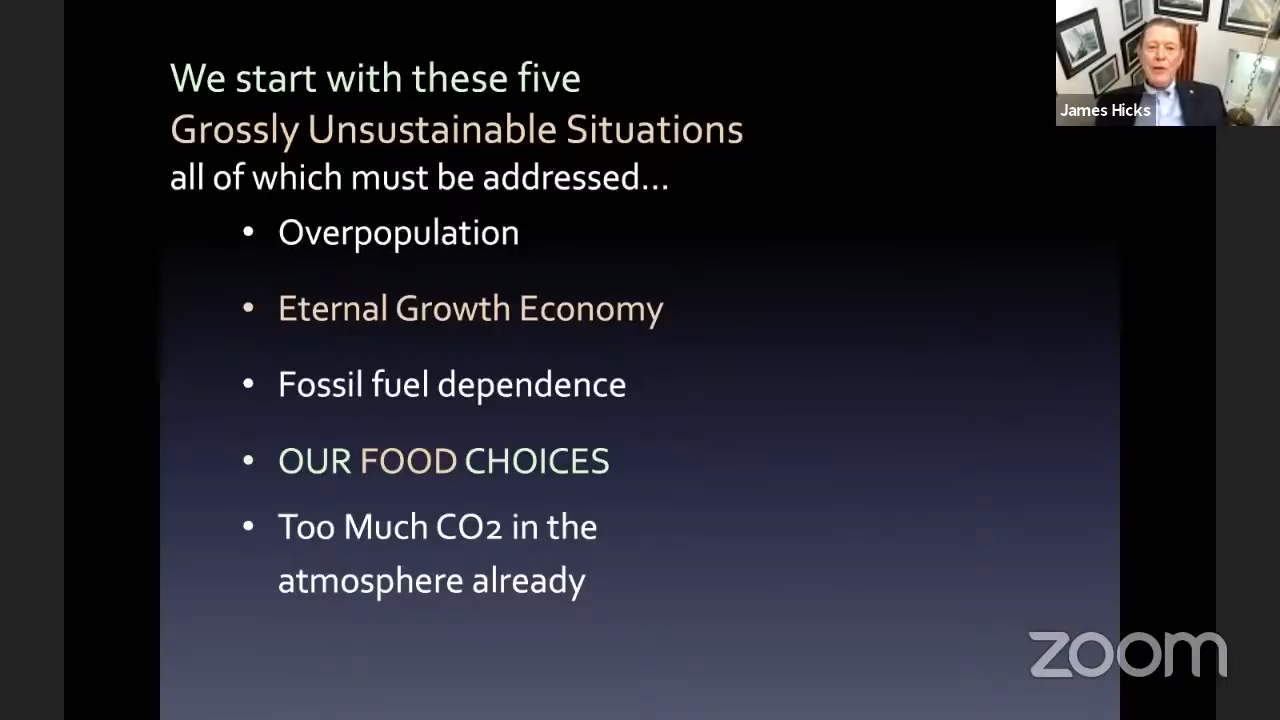 We start with these five
Grossly Unsustainable Situations
all of which must be addressed...
• Overpopulation
• Eternal Growth Economy
• Fossil fuel dependence
• OUR FOOD CHOICES
• Too Much CO2 in the
atmosphere already
James Hicks
zoom